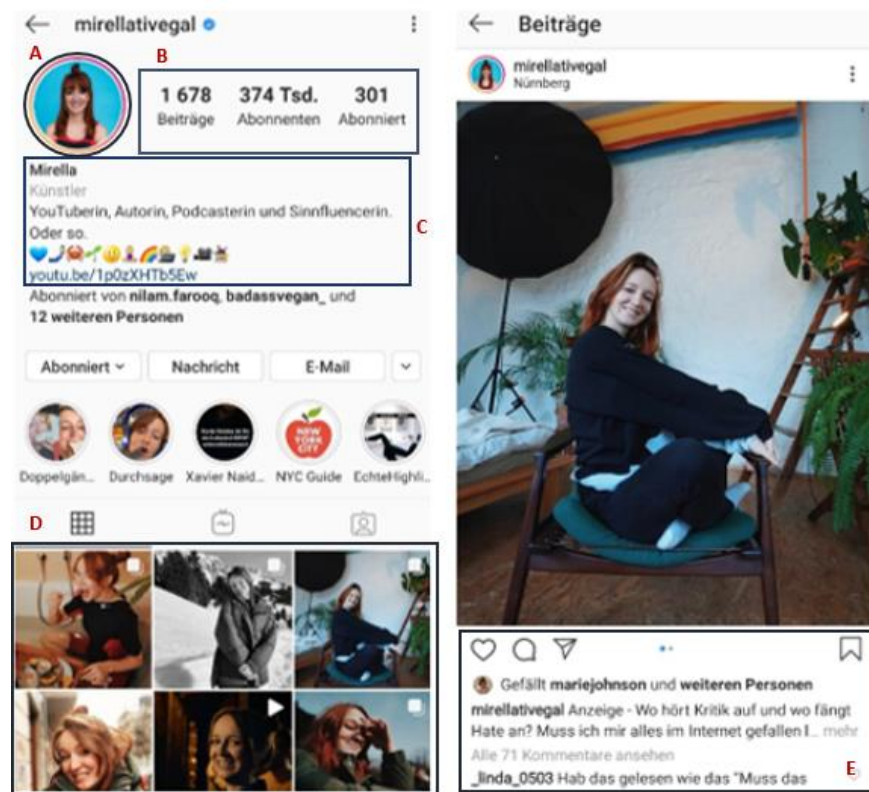 mirellativegal
A
B
1 678
374 Tsd.
301
Beiträge
Abonnenten
Abonniert
Mirella
Künstler
YouTuberin, Autorin, Podcasterin und Sinnfluencerin.
Oder so.
C
youtu.be/1p0zXHTb5Ew
Abonniert von nilam.farooq, badassvegan_ und
12 weiteren Personen
Abonniert
Nachricht
E-Mail
Doppelgän...
Durchsage
Xavier Naid...
NYC Guide
EchteHighli...
NEW YORK CITY
D
Beiträge
mirellativegal
Nürnberg
Gefällt mariejohnson und weiteren Personen
mirellativegal Anzeige - Wo hört Kritik auf und wo fängt
Hate an? Muss ich mir alles im Internet gefallen l... mehr
Alle 71 Kommentare ansehen
_linda_0503 Hab das gelesen wie das "Muss das
E